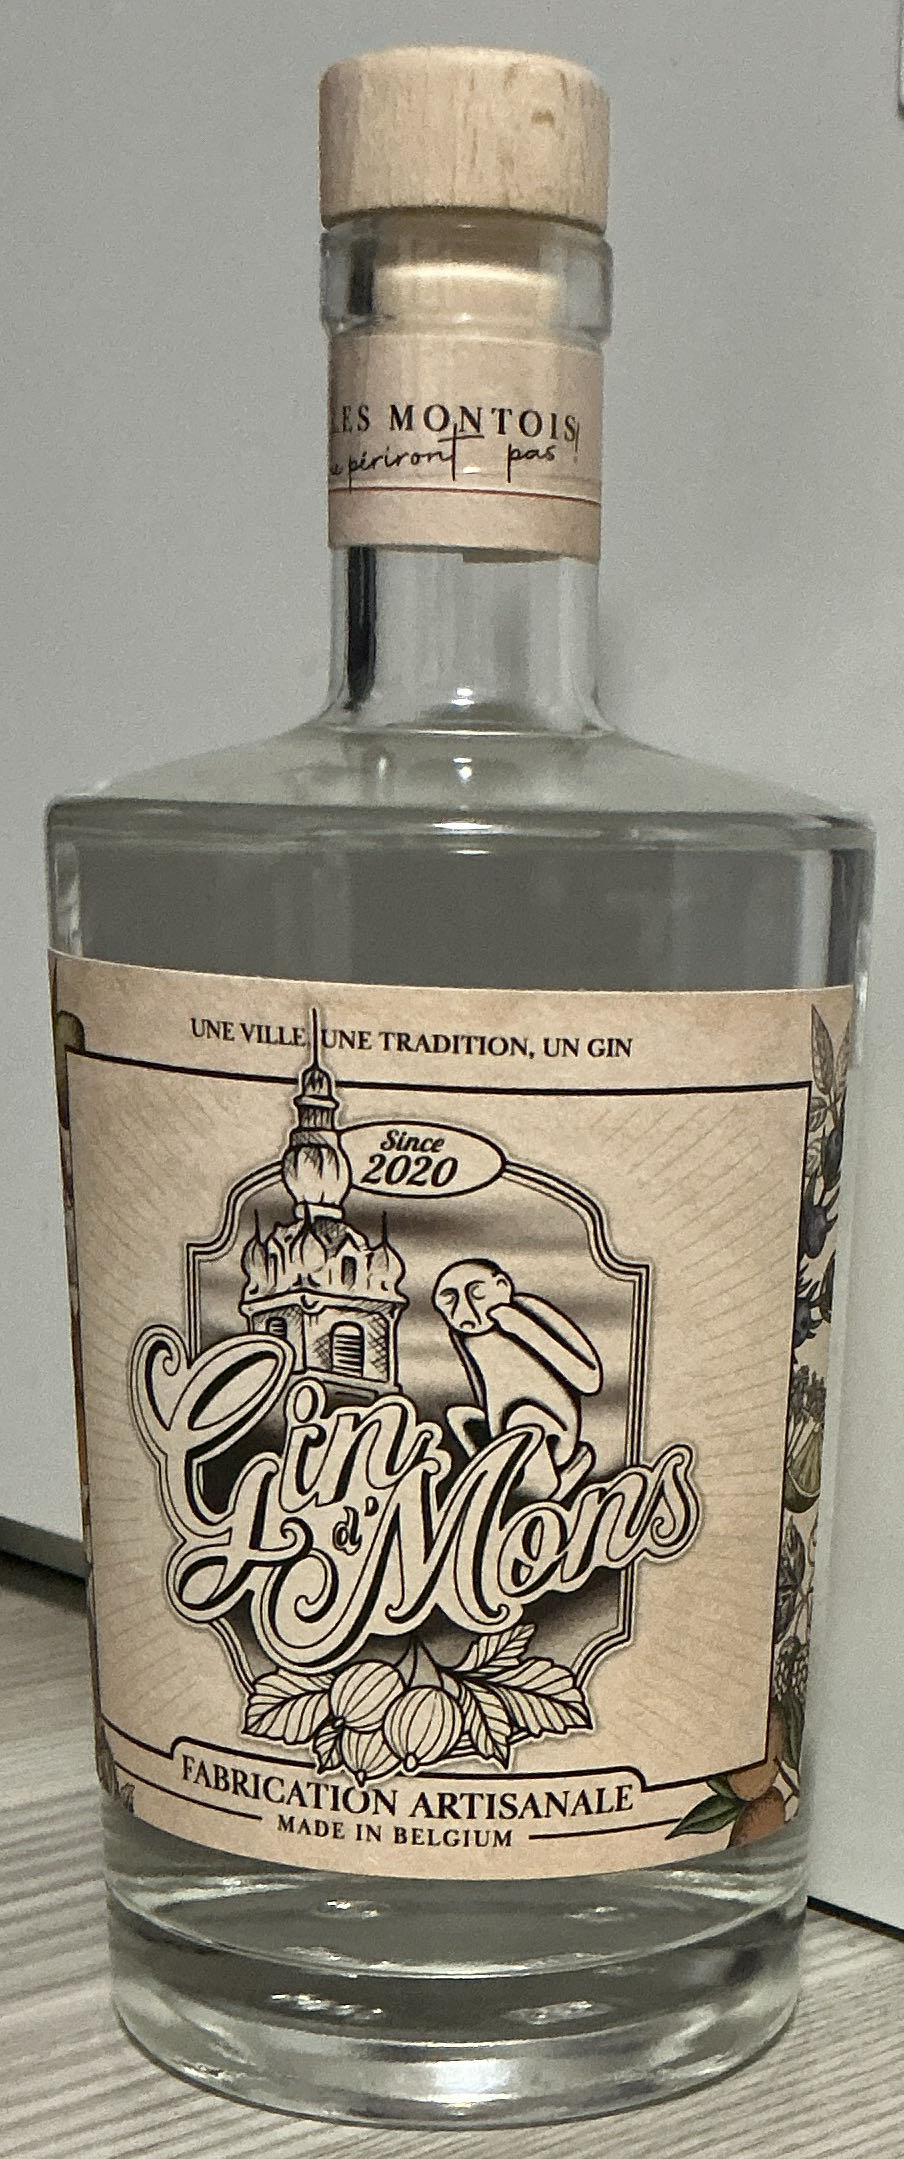 LES MONTOIS
périront pas !
UNE VILLE, UNE TRADITION, UN GIN
Since
2020
Gin
d'Mons
FABRICATION ARTISANALE
MADE IN BELGIUM